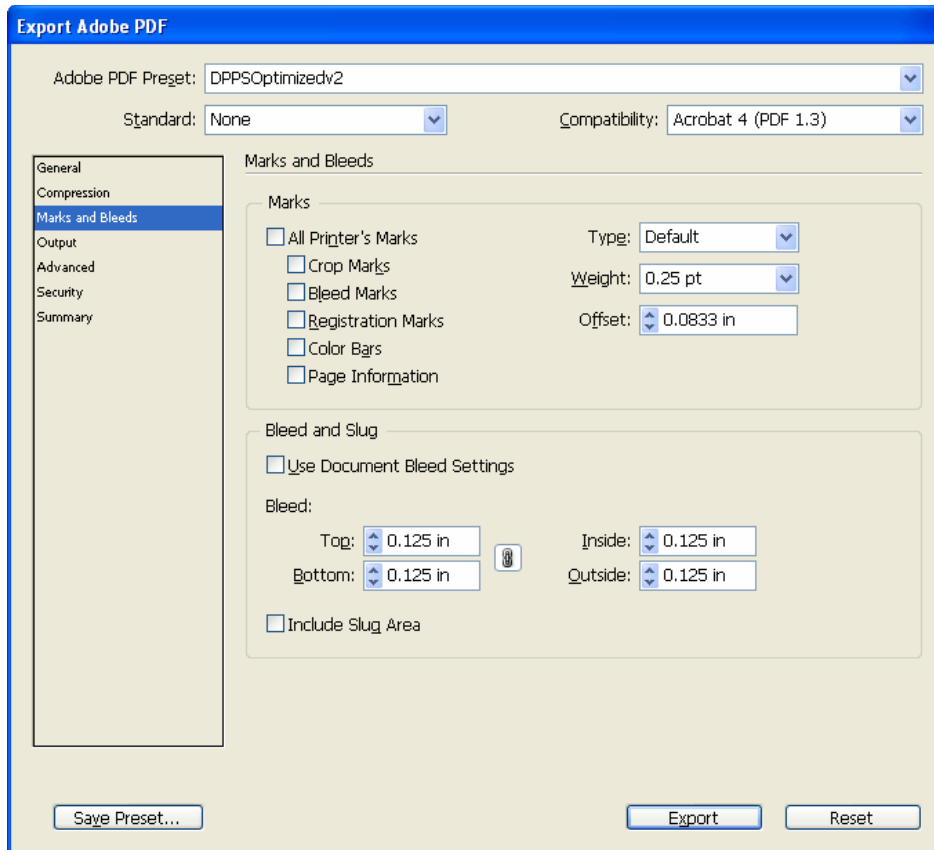 Export Adobe PDF
Adobe PDF Preset: DPPSOptimizedv2
Standard: None Compatibility: Acrobat 4 (PDF 1.3)
General
Compression
Marks and Bleeds
Output
Advanced
Security
Summary
Marks and Bleeds
Marks
All Printer's Marks
Crop Marks
Bleed Marks
Registration Marks
Color Bars
Page Information
Type: Default
Weight: 0.25 pt
Offset: 0.0833 in
Bleed and Slug
Use Document Bleed Settings
Bleed:
Top: 0.125 in Inside: 0.125 in
Bottom: 0.125 in Outside: 0.125 in
Include Slug Area
Save Preset... Export Reset